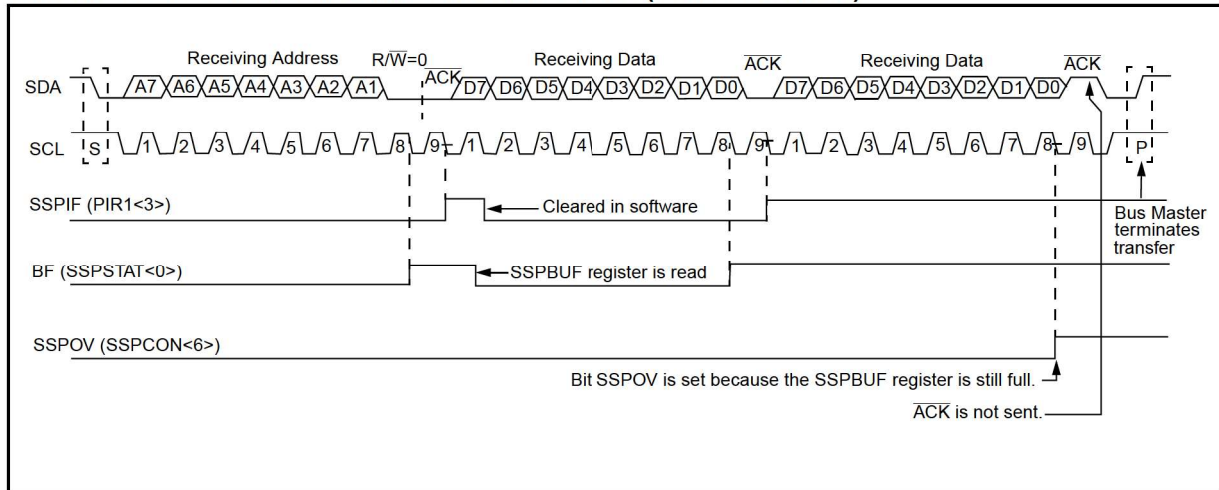 Receiving Address R/W=0 Receiving Data ACK Receiving Data ACK
ACK
SDA A7 A6 A5 A4 A3 A2 A1 D7 D6 D5 D4 D3 D2 D1 D0 D7 D6 D5 D4 D3 D2 D1 D0
SCL S 1 2 3 4 5 6 7 8 9 1 2 3 4 5 6 7 8 9 1 2 3 4 5 6 7 8 9 P
SSPIF (PIR1<3>)
Cleared in software
Bus Master
terminates
transfer
BF (SSPSTAT<0>)
SSPBUF register is read
SSPOV (SSPCON<6>)
Bit SSPOV is set because the SSPBUF register is still full.
ACK is not sent.